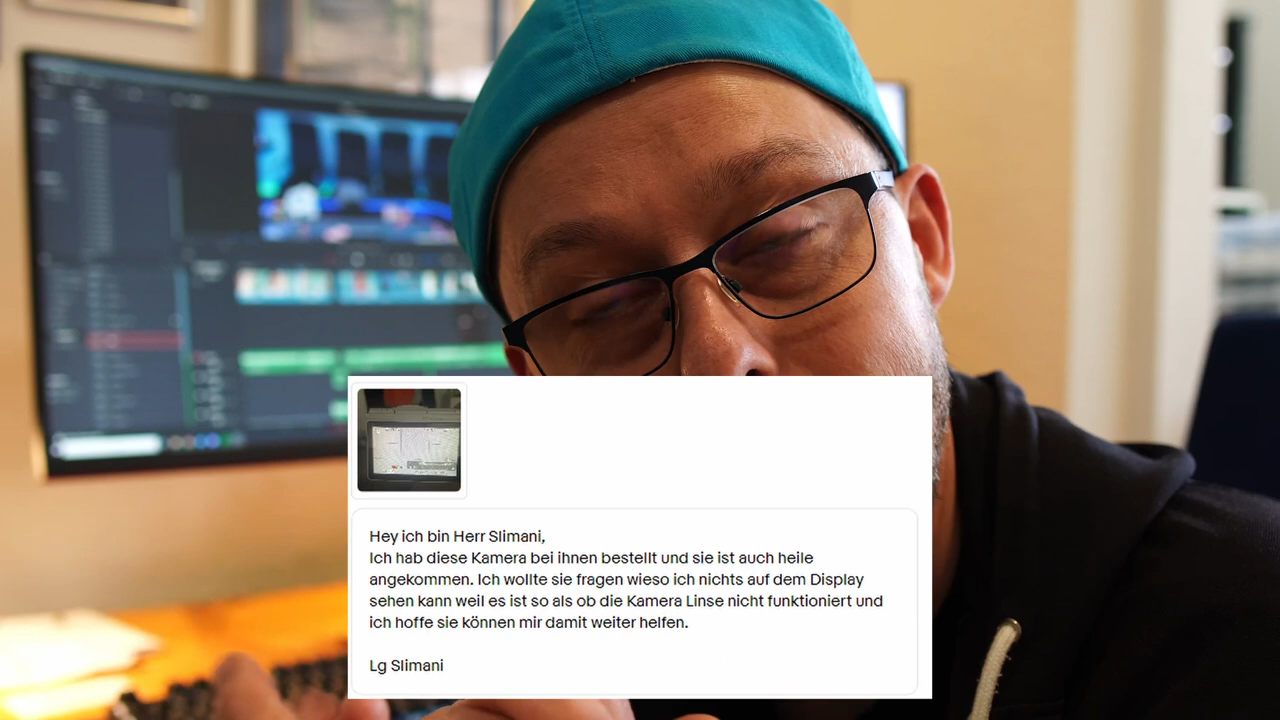 Hey ich bin Herr Slimani,
Ich hab diese Kamera bei ihnen bestellt und sie ist auch heile
angekommen. Ich wollte sie fragen wieso ich nichts auf dem Display
sehen kann weil es ist so als ob die Kamera Linse nicht funktioniert und
ich hoffe sie können mir damit weiter helfen.
Lg Slimani